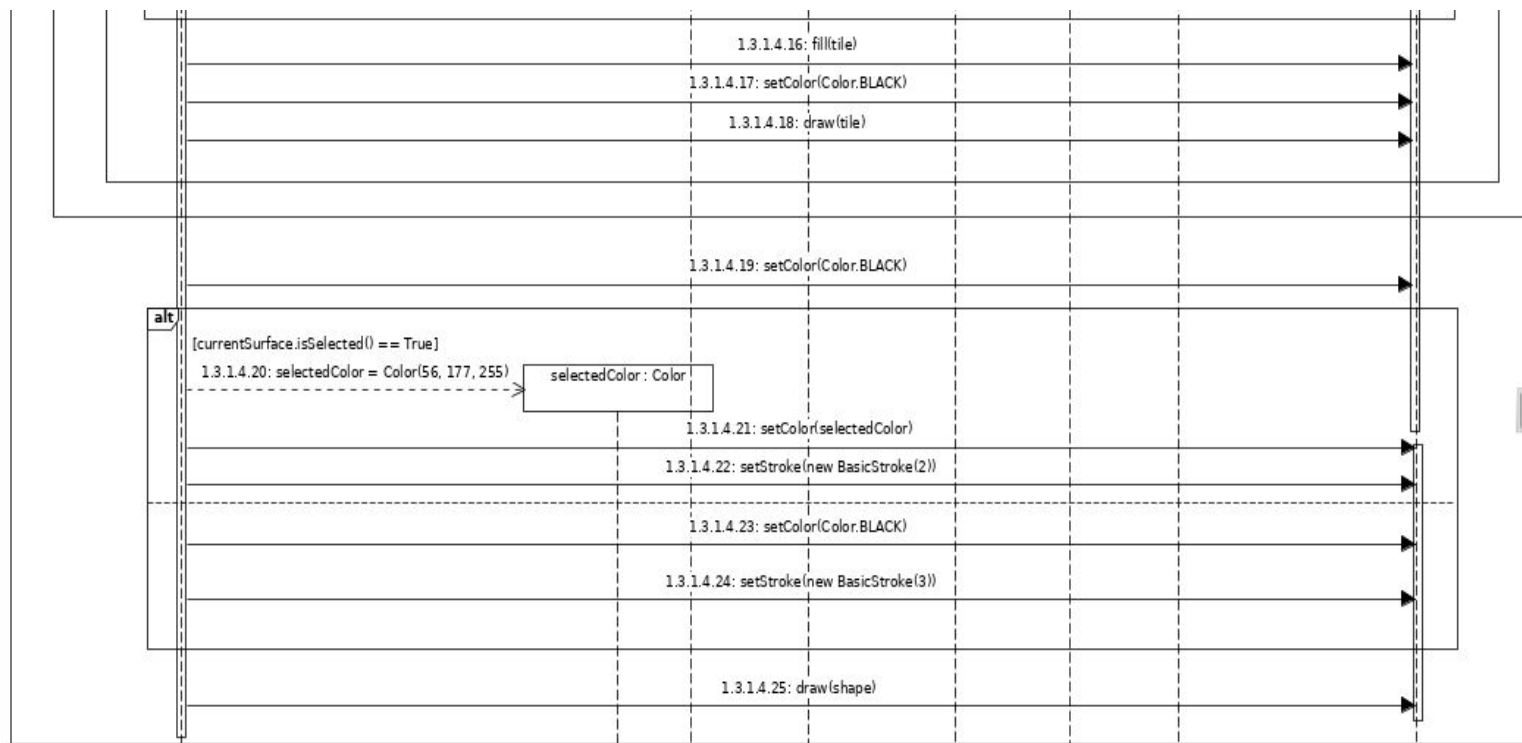 1.3.1.4.16: fill(tile)
1.3.1.4.17: setColor(Color.BLACK)
1.3.1.4.18: draw(tile)
1.3.1.4.19: setColor(Color.BLACK)
alt
[currentSurface.isSelected() == True]
1.3.1.4.20: selectedColor = Color(56, 177, 255)
selectedColor : Color
1.3.1.4.21: setColor(selectedColor)
1.3.1.4.22: setStroke(new BasicStroke(2))
1.3.1.4.23: setColor(Color.BLACK)
1.3.1.4.24: setStroke(new BasicStroke(3))
1.3.1.4.25: draw(shape)